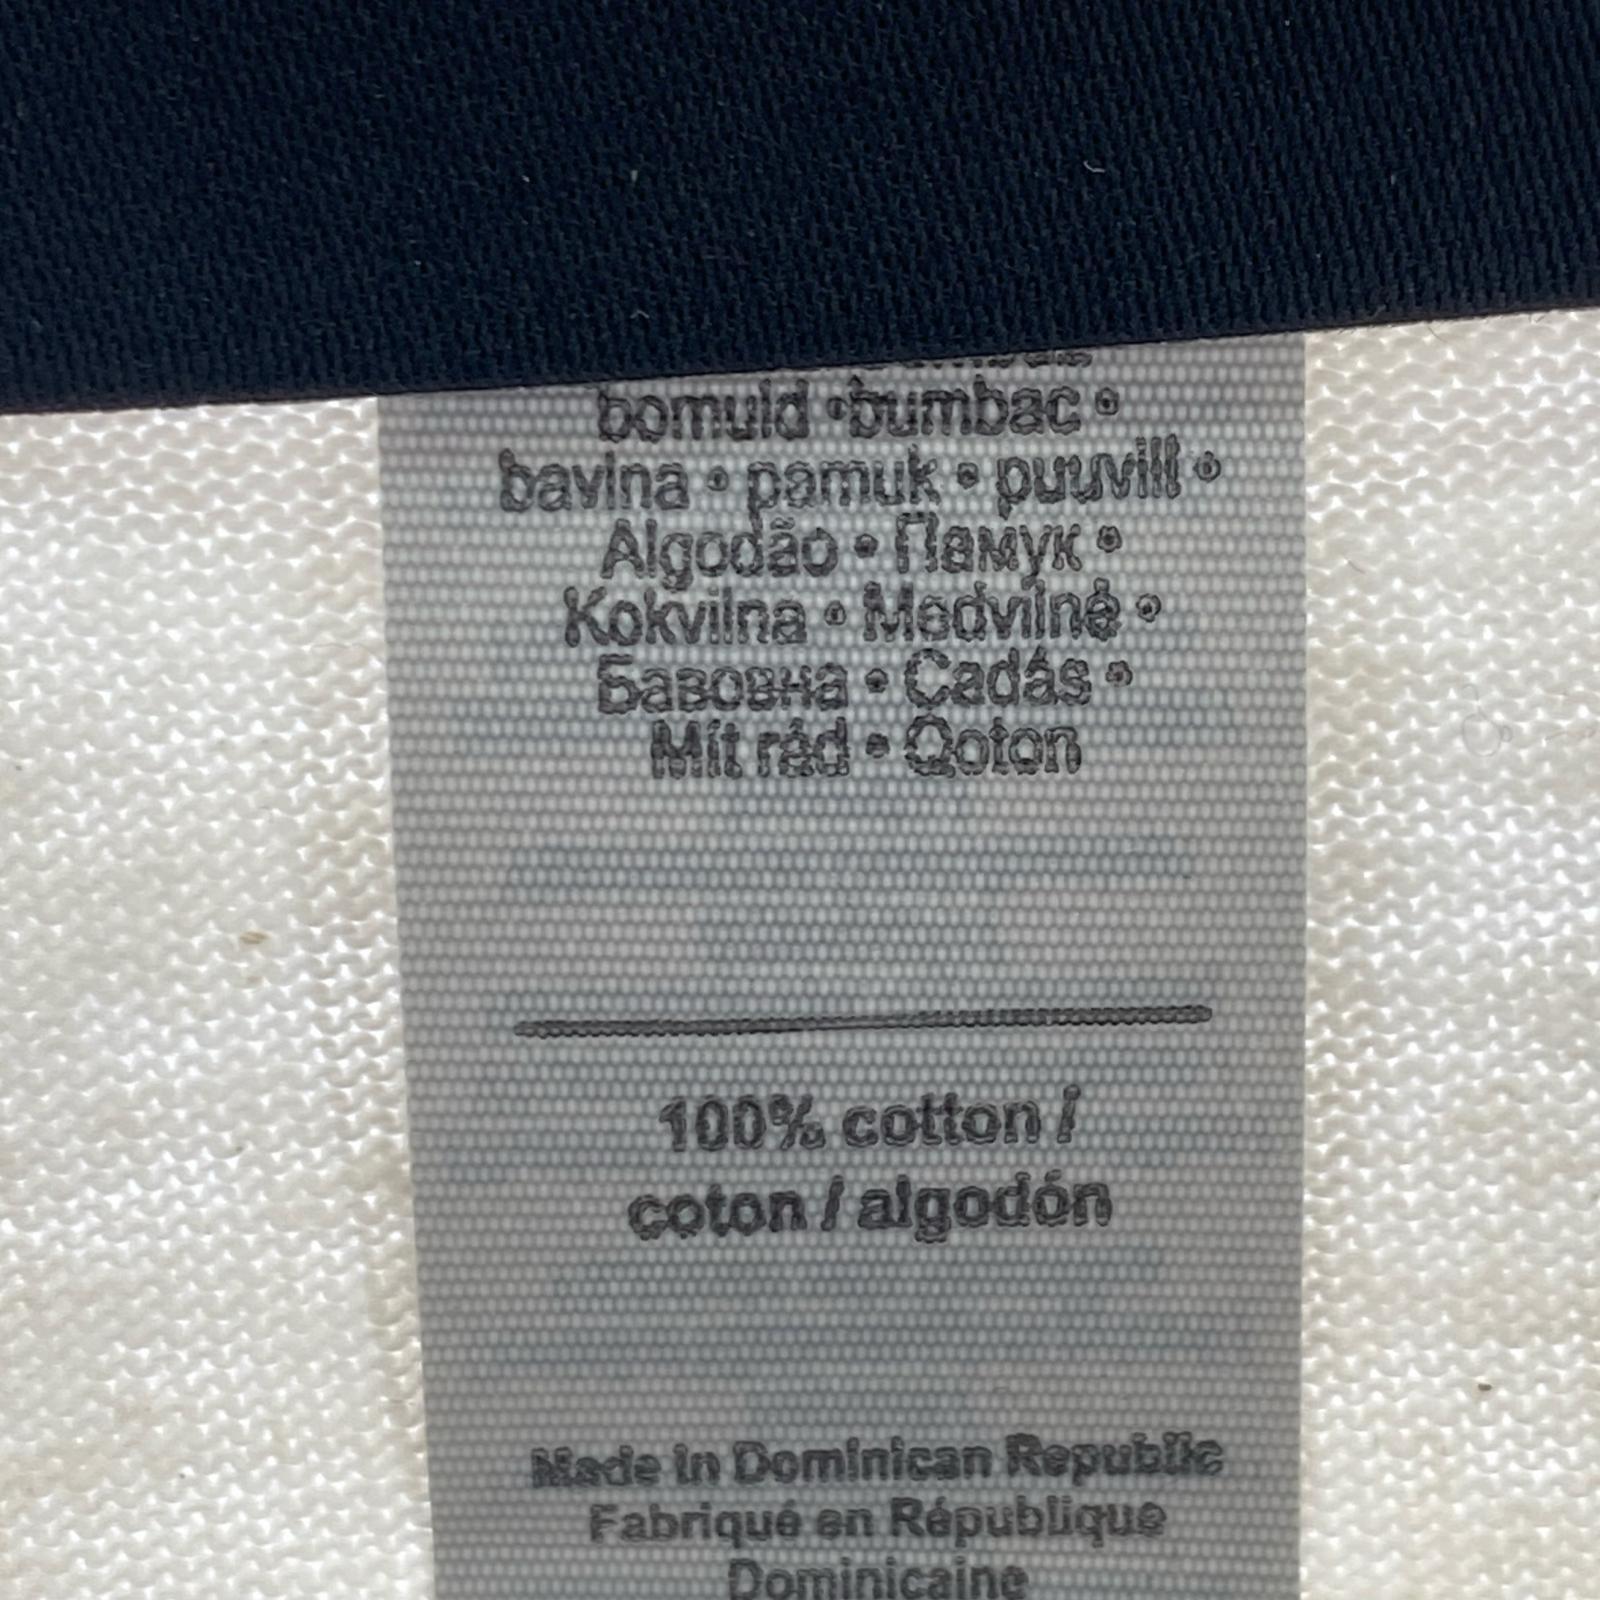 bomuld • bumbac •
bavlna • pamuk • puuvill •
Algodão • Памук •
Kokvilna • Medvilnė •
Бавовна • Cadás •
Mít rád • Qoton
100% cotton /
coton / algodón
Made in Dominican Republic
Fabriqué en République
Dominicaine